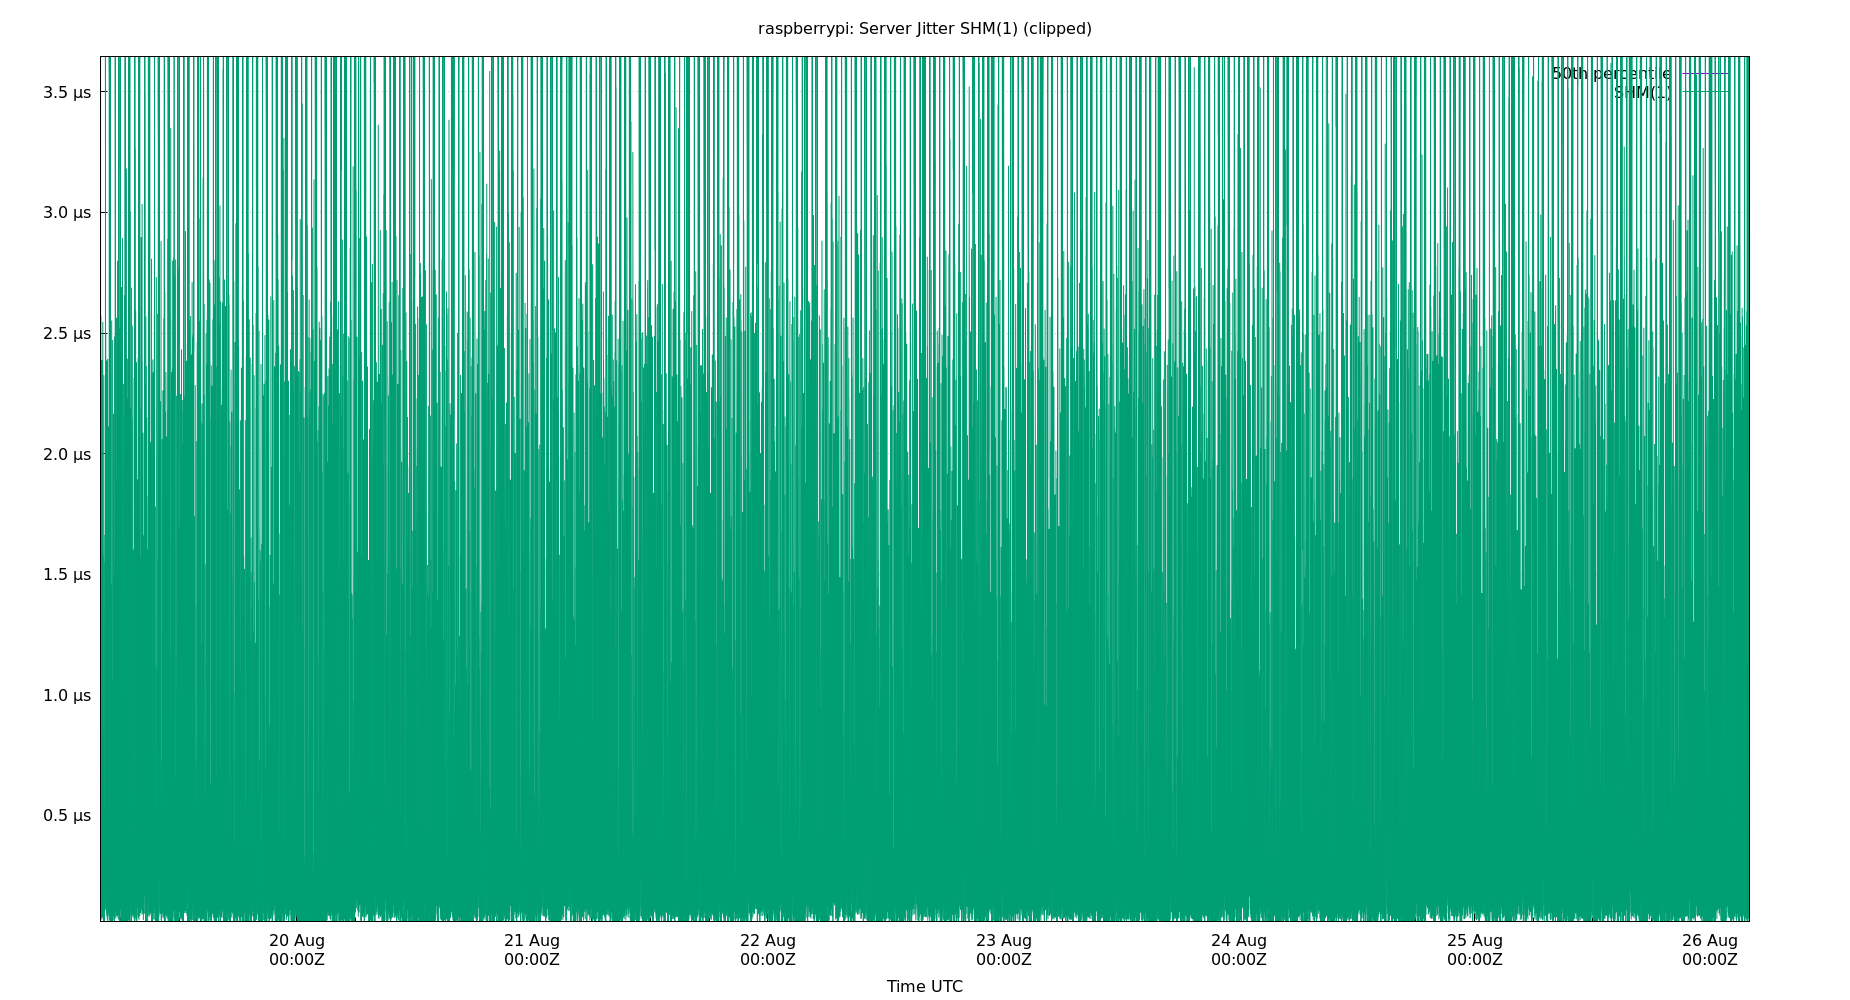 raspberrypi: Server Jitter SHM(1) (clipped)
50th percentile
SHM(1)
3.5 µs
3.0 µs
2.5 µs
2.0 µs
1.5 µs
1.0 µs
0.5 µs
20 Aug 21 Aug 22 Aug 23 Aug 24 Aug 25 Aug 26 Aug
00:00Z 00:00Z 00:00Z 00:00Z 00:00Z 00:00Z 00:00Z
Time UTC